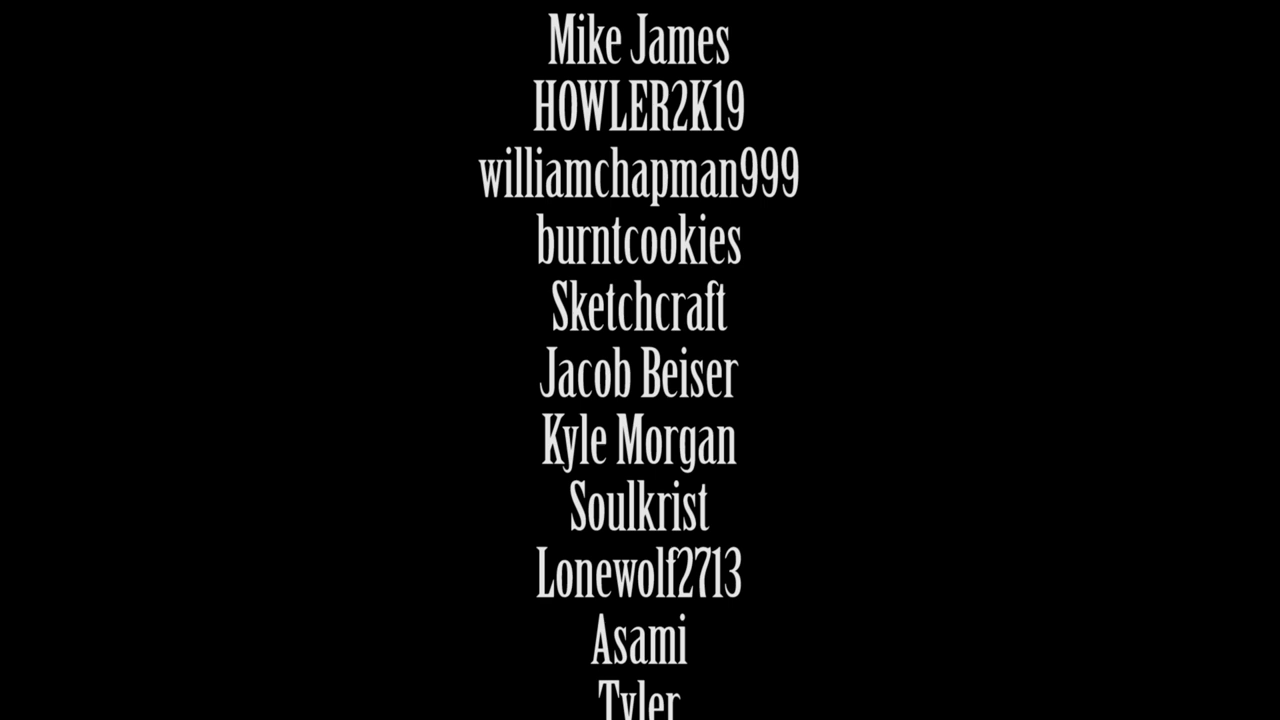 Mike James
HOWLER2K19
williamchapman999
burntcookies
Sketchcraft
Jacob Beiser
Kyle Morgan
Soulkrist
Lonewolf2713
Asami
Tyler